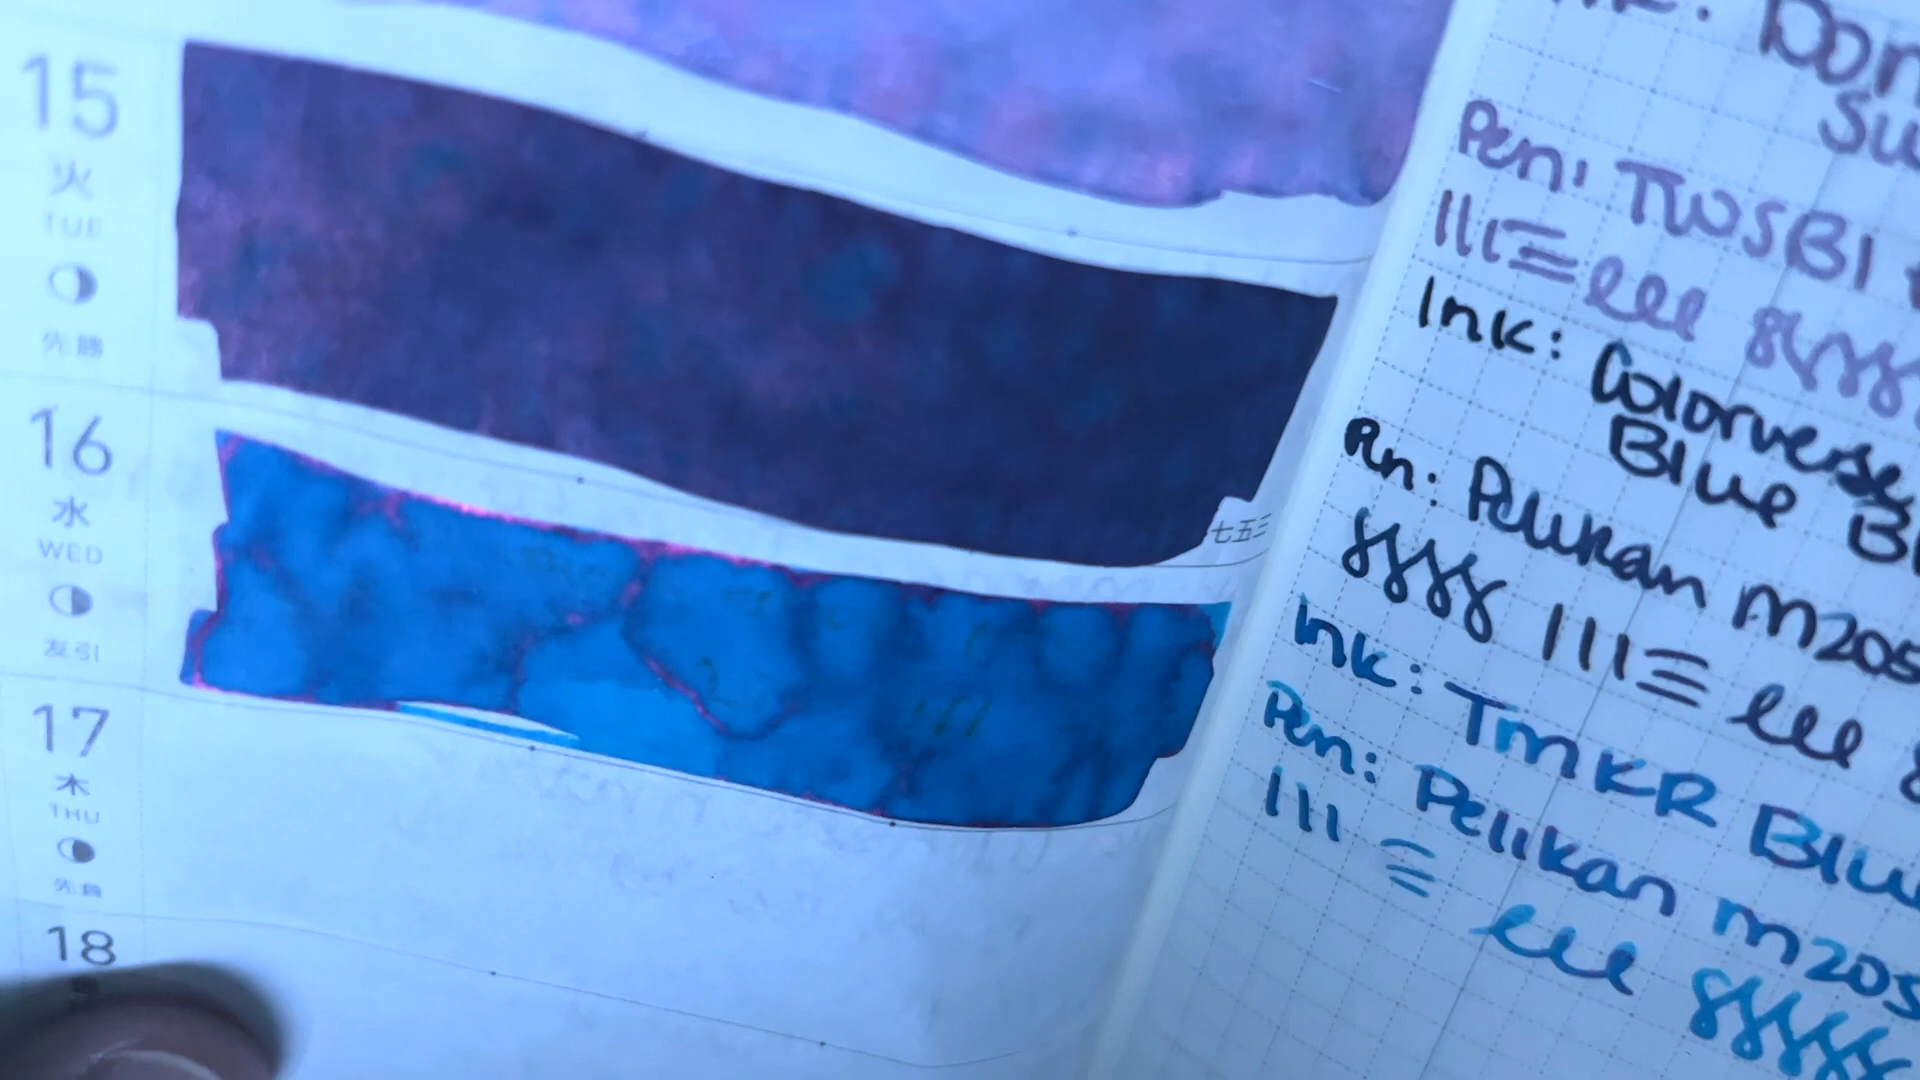 15
火
TUE
先勝
七五三
16
水
WED
友引
17
木
THU
先負
18
Pen: TWSBI
Ink: Colorverse
Blue
Pen: Pelikan m205
Ink: TmKR
Pen: Pelikan m205